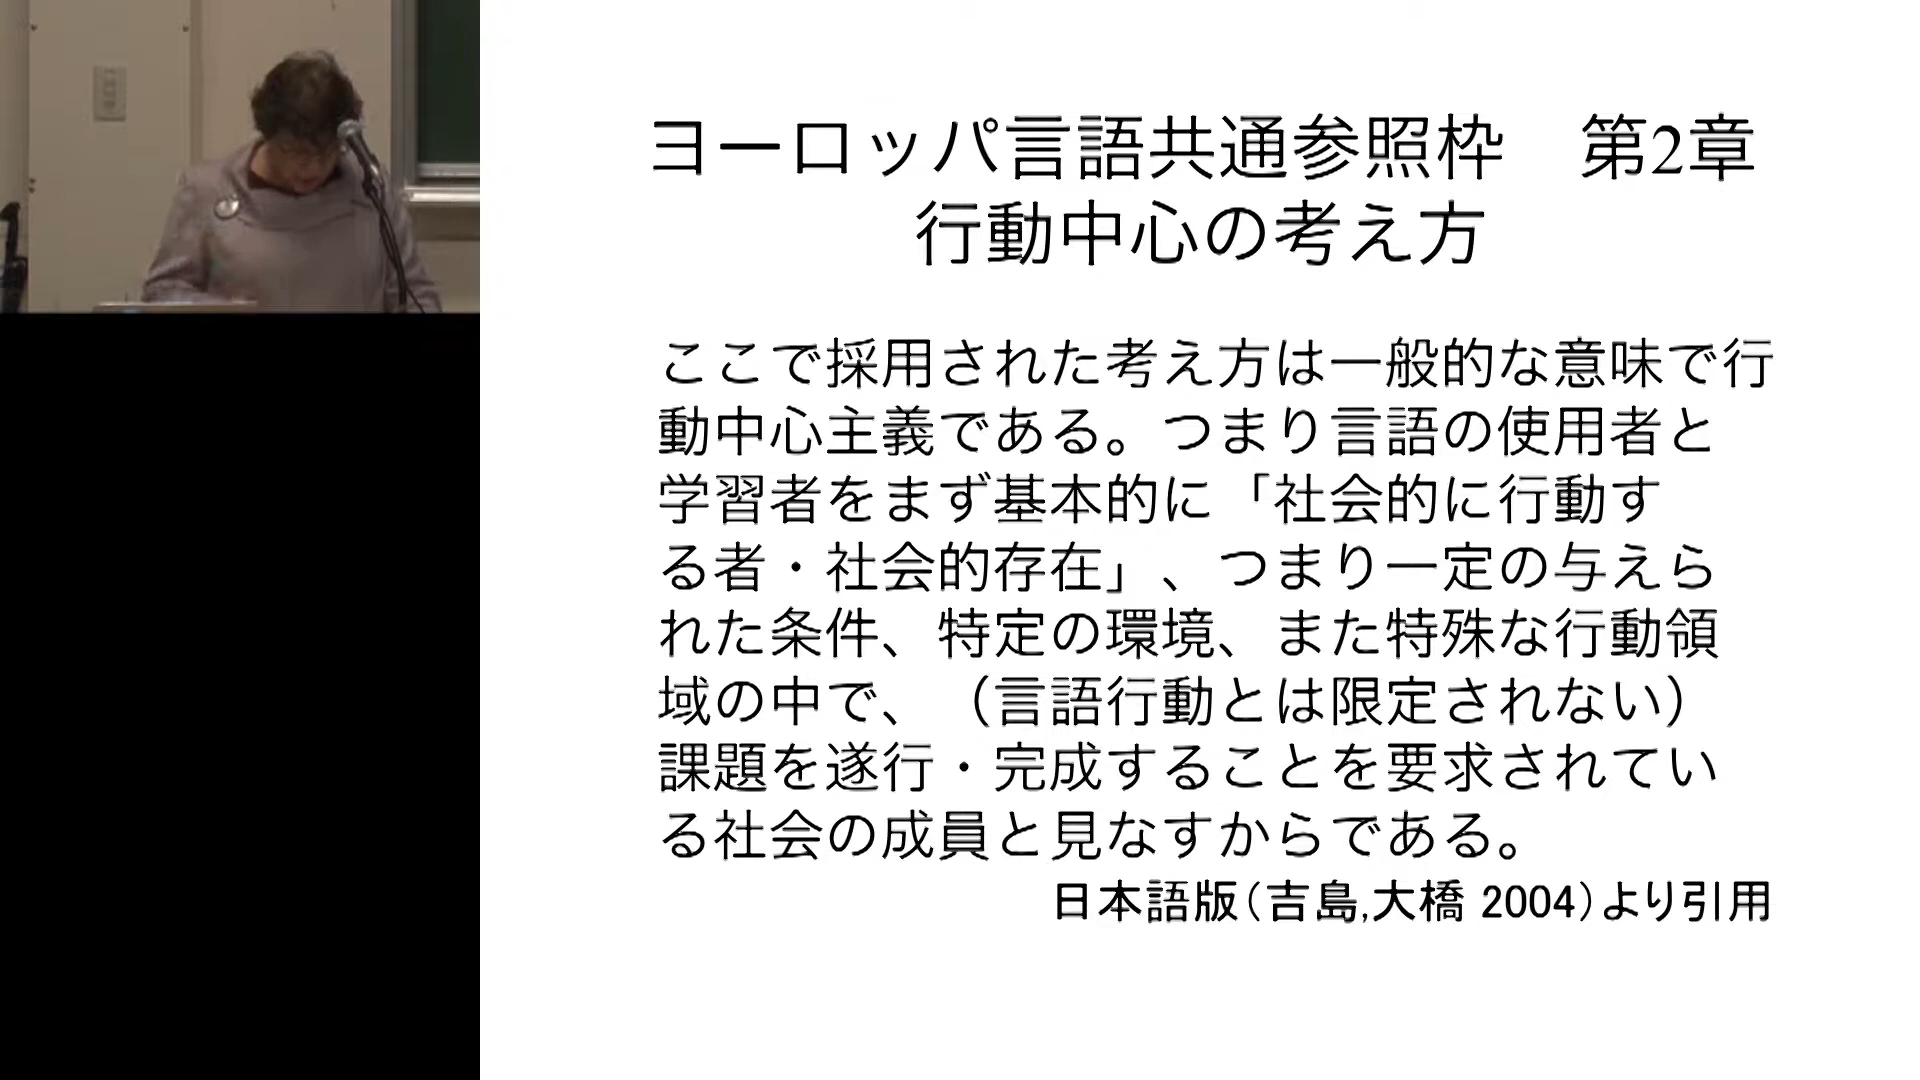 ヨーロッパ言語共通参照枠　第2章
行動中心の考え方
ここで採用された考え方は一般的な意味で行
動中心主義である。つまり言語の使用者と
学習者をまず基本的に「社会的に行動す
る者・社会的存在」、つまり一定の与えら
れた条件、特定の環境、また特殊な行動領
域の中で、（言語行動とは限定されない）
課題を遂行・完成することを要求されてい
る社会の成員と見なすからである。
日本語版（吉島,大橋 2004）より引用